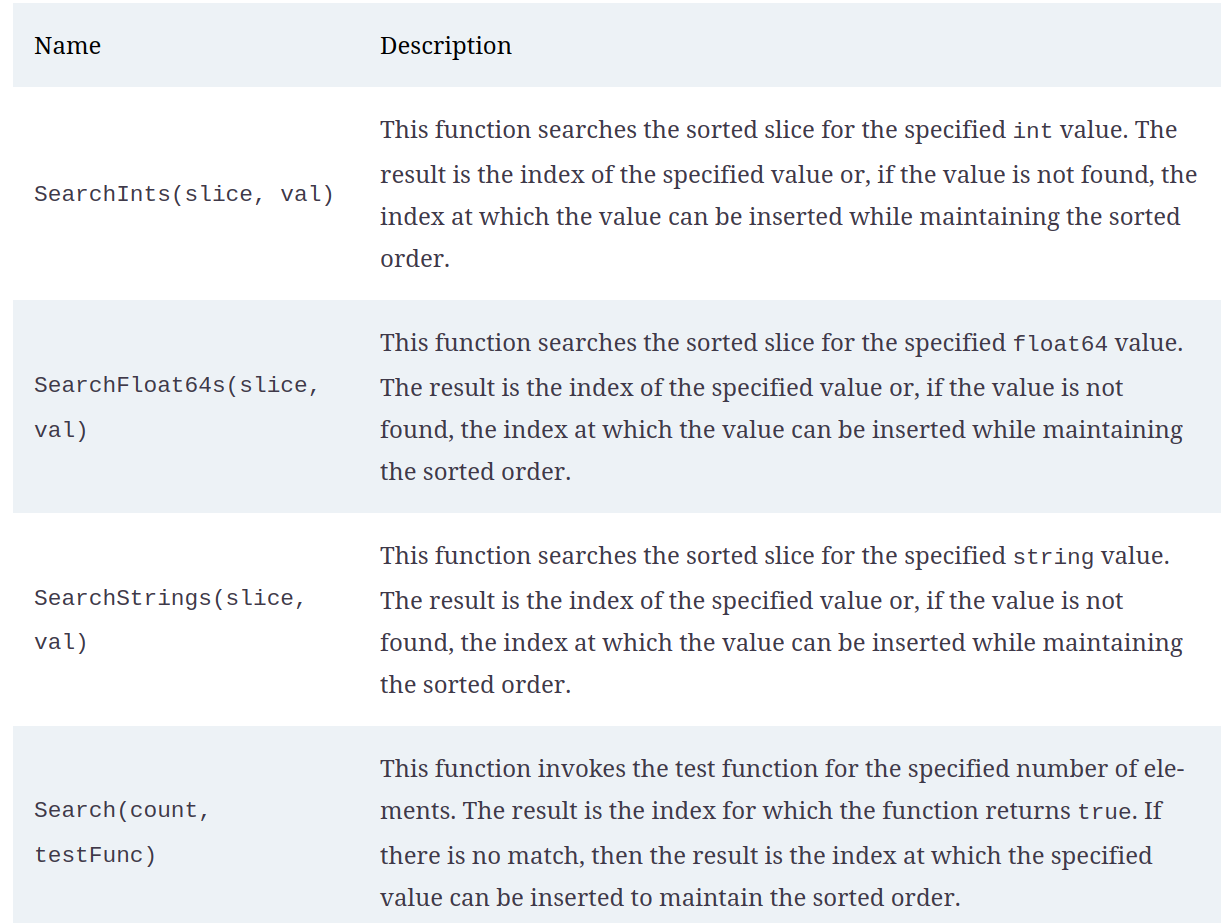 Name Description
This function searches the sorted slice for the specified int value. The
result is the index of the specified value or, if the value is not found, the
SearchInts(slice, val)
index at which the value can be inserted while maintaining the sorted
order.
This function searches the sorted slice for the specified float64 value.
SearchFloat64s(slice,
The result is the index of the specified value or, if the value is not
val)
found, the index at which the value can be inserted while maintaining
the sorted order.
This function searches the sorted slice for the specified string value.
SearchStrings(slice,
The result is the index of the specified value or, if the value is not
val)
found, the index at which the value can be inserted while maintaining
the sorted order.
This function invokes the test function for the specified number of ele-
Search(count,
ments. The result is the index for which the function returns true. If
testFunc)
there is no match, then the result is the index at which the specified
value can be inserted to maintain the sorted order.